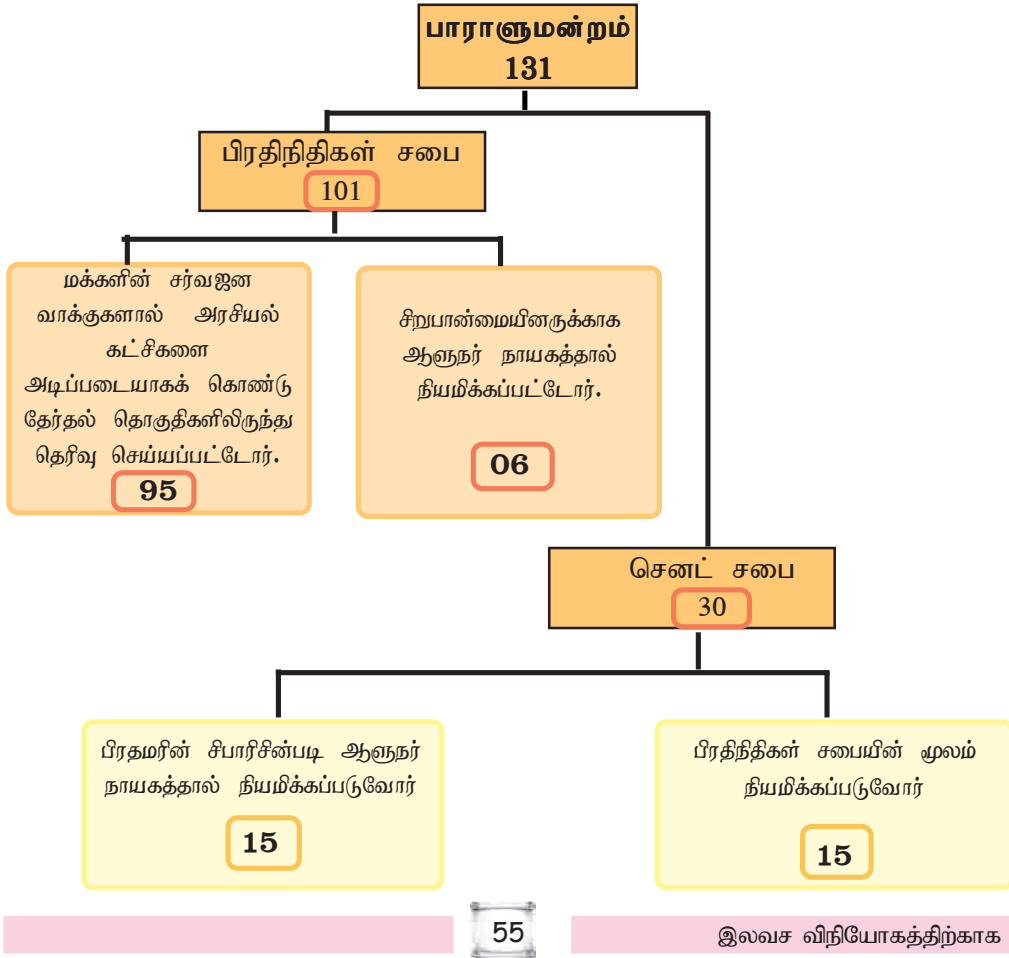 பாராளுமன்றம்
131
பிரதிநிதிகள் சபை
101
மக்களின் சர்வஜன
வாக்குகளால் அரசியல்
கட்சிகளை
அடிப்படையாகக் கொண்டு
தேர்தல் தொகுதிகளிலிருந்து
தெரிவு செய்யப்பட்டோர்.
95
சிறுபான்மையினருக்காக
ஆளுநர் நாயகத்தால்
நியமிக்கப்பட்டோர்.
06
செனட் சபை
30
பிரதமரின் சிபாரிசின்படி ஆளுநர்
நாயகத்தால் நியமிக்கப்படுவோர்
15
பிரதிநிதிகள் சபையின் மூலம்
நியமிக்கப்படுவோர்
15
55
இலவச விநியோகத்திற்காக